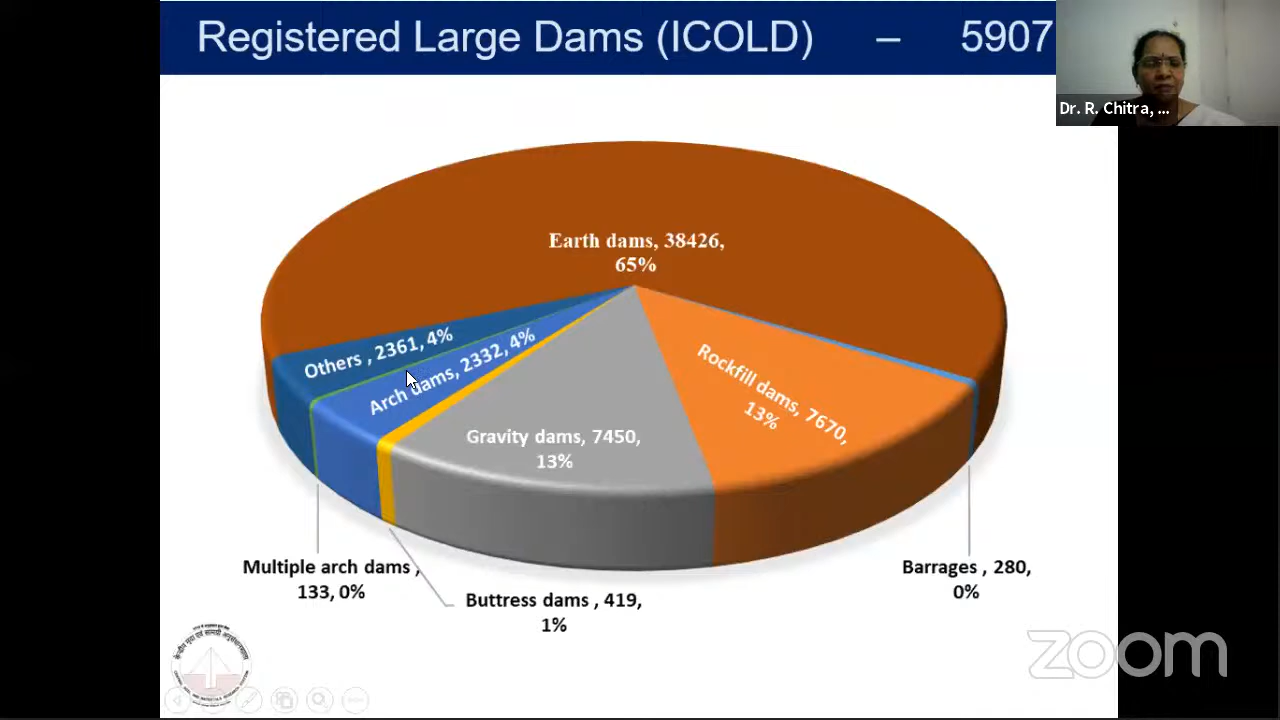 Registered Large Dams (ICOLD) – 5907
Dr. R. Chitra, ...
Earth dams, 38426,
65%
Others , 2361, 4%
Arch dams, 2332, 4%
Rockfill dams, 7670,
13%
Gravity dams, 7450,
13%
Multiple arch dams ,
133, 0%
Buttress dams , 419,
1%
Barrages , 280,
0%
zoom